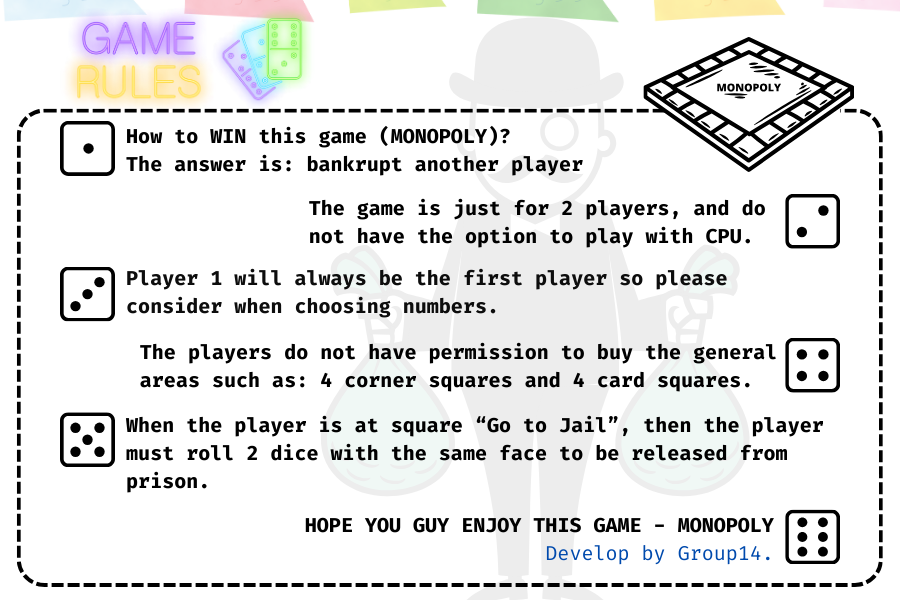 GAME
RULES
MONOPOLY
How to WIN this game (MONOPOLY)?
The answer is: bankrupt another player
The game is just for 2 players, and do
not have the option to play with CPU.
Player 1 will always be the first player so please
consider when choosing numbers.
The players do not have permission to buy the general
areas such as: 4 corner squares and 4 card squares.
When the player is at square “Go to Jail”, then the player
must roll 2 dice with the same face to be released from
prison.
HOPE YOU GUY ENJOY THIS GAME - MONOPOLY
Develop by Group14.